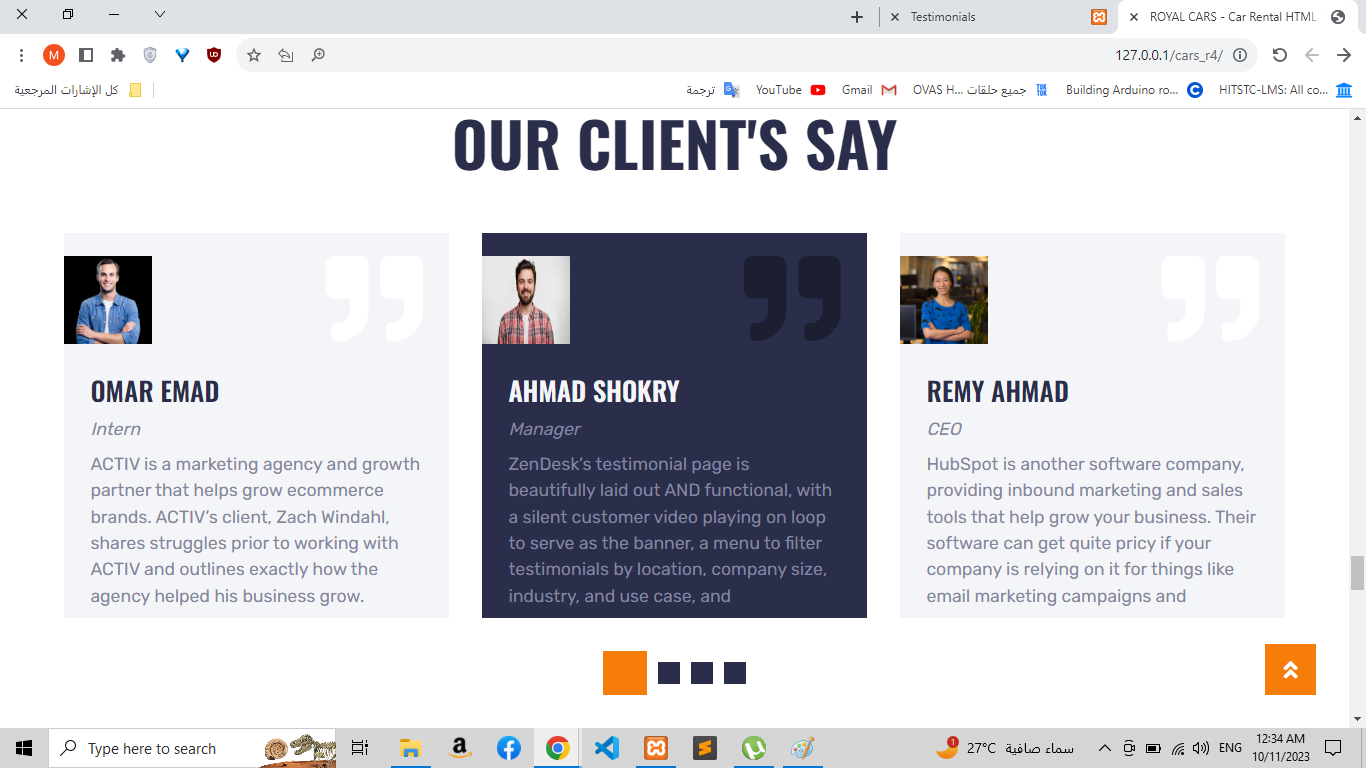 Testimonials
ROYAL CARS - Car Rental HTML
M
127.0.0.1/cars_r4/
كل الإشارات المرجعية
ترجمة
YouTube
Gmail
OVAS H... جميع حلقات
Building Arduino ro...
HITSTC-LMS: All co...
OUR CLIENT'S SAY
OMAR EMAD
Intern
ACTIV is a marketing agency and growth
partner that helps grow ecommerce
brands. ACTIV’s client, Zach Windahl,
shares struggles prior to working with
ACTIV and outlines exactly how the
agency helped his business grow.
AHMAD SHOKRY
Manager
ZenDesk’s testimonial page is
beautifully laid out AND functional, with
a silent customer video playing on loop
to serve as the banner, a menu to filter
testimonials by location, company size,
industry, and use case, and
REMY AHMAD
CEO
HubSpot is another software company,
providing inbound marketing and sales
tools that help grow your business. Their
software can get quite pricy if your
company is relying on it for things like
email marketing campaigns and
Type here to search
1
27°C سماء صافية
ENG
12:34 AM
10/11/2023